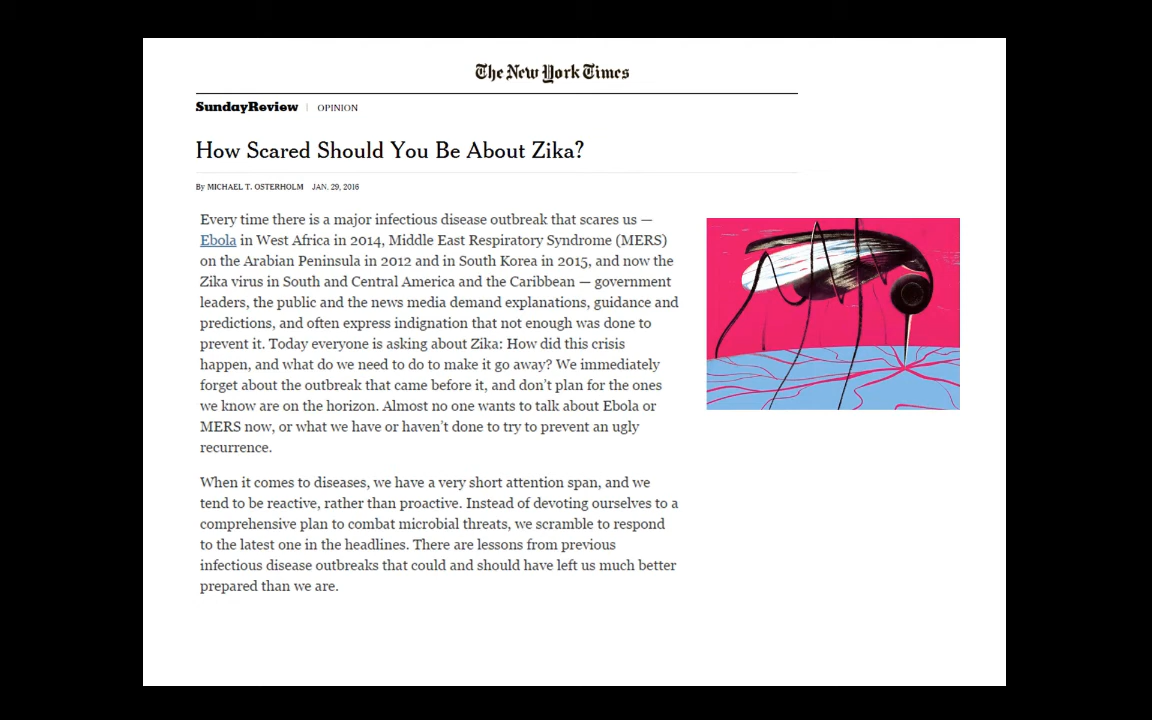 The New York Times
SundayReview | OPINION
How Scared Should You Be About Zika?
By MICHAEL T. OSTERHOLM JAN. 29, 2016
Every time there is a major infectious disease outbreak that scares us —
Ebola in West Africa in 2014, Middle East Respiratory Syndrome (MERS)
on the Arabian Peninsula in 2012 and in South Korea in 2015, and now the
Zika virus in South and Central America and the Caribbean — government
leaders, the public and the news media demand explanations, guidance and
predictions, and often express indignation that not enough was done to
prevent it. Today everyone is asking about Zika: How did this crisis
happen, and what do we need to do to make it go away? We immediately
forget about the outbreak that came before it, and don’t plan for the ones
we know are on the horizon. Almost no one wants to talk about Ebola or
MERS now, or what we have or haven’t done to try to prevent an ugly
recurrence.
When it comes to diseases, we have a very short attention span, and we
tend to be reactive, rather than proactive. Instead of devoting ourselves to a
comprehensive plan to combat microbial threats, we scramble to respond
to the latest one in the headlines. There are lessons from previous
infectious disease outbreaks that could and should have left us much better
prepared than we are.